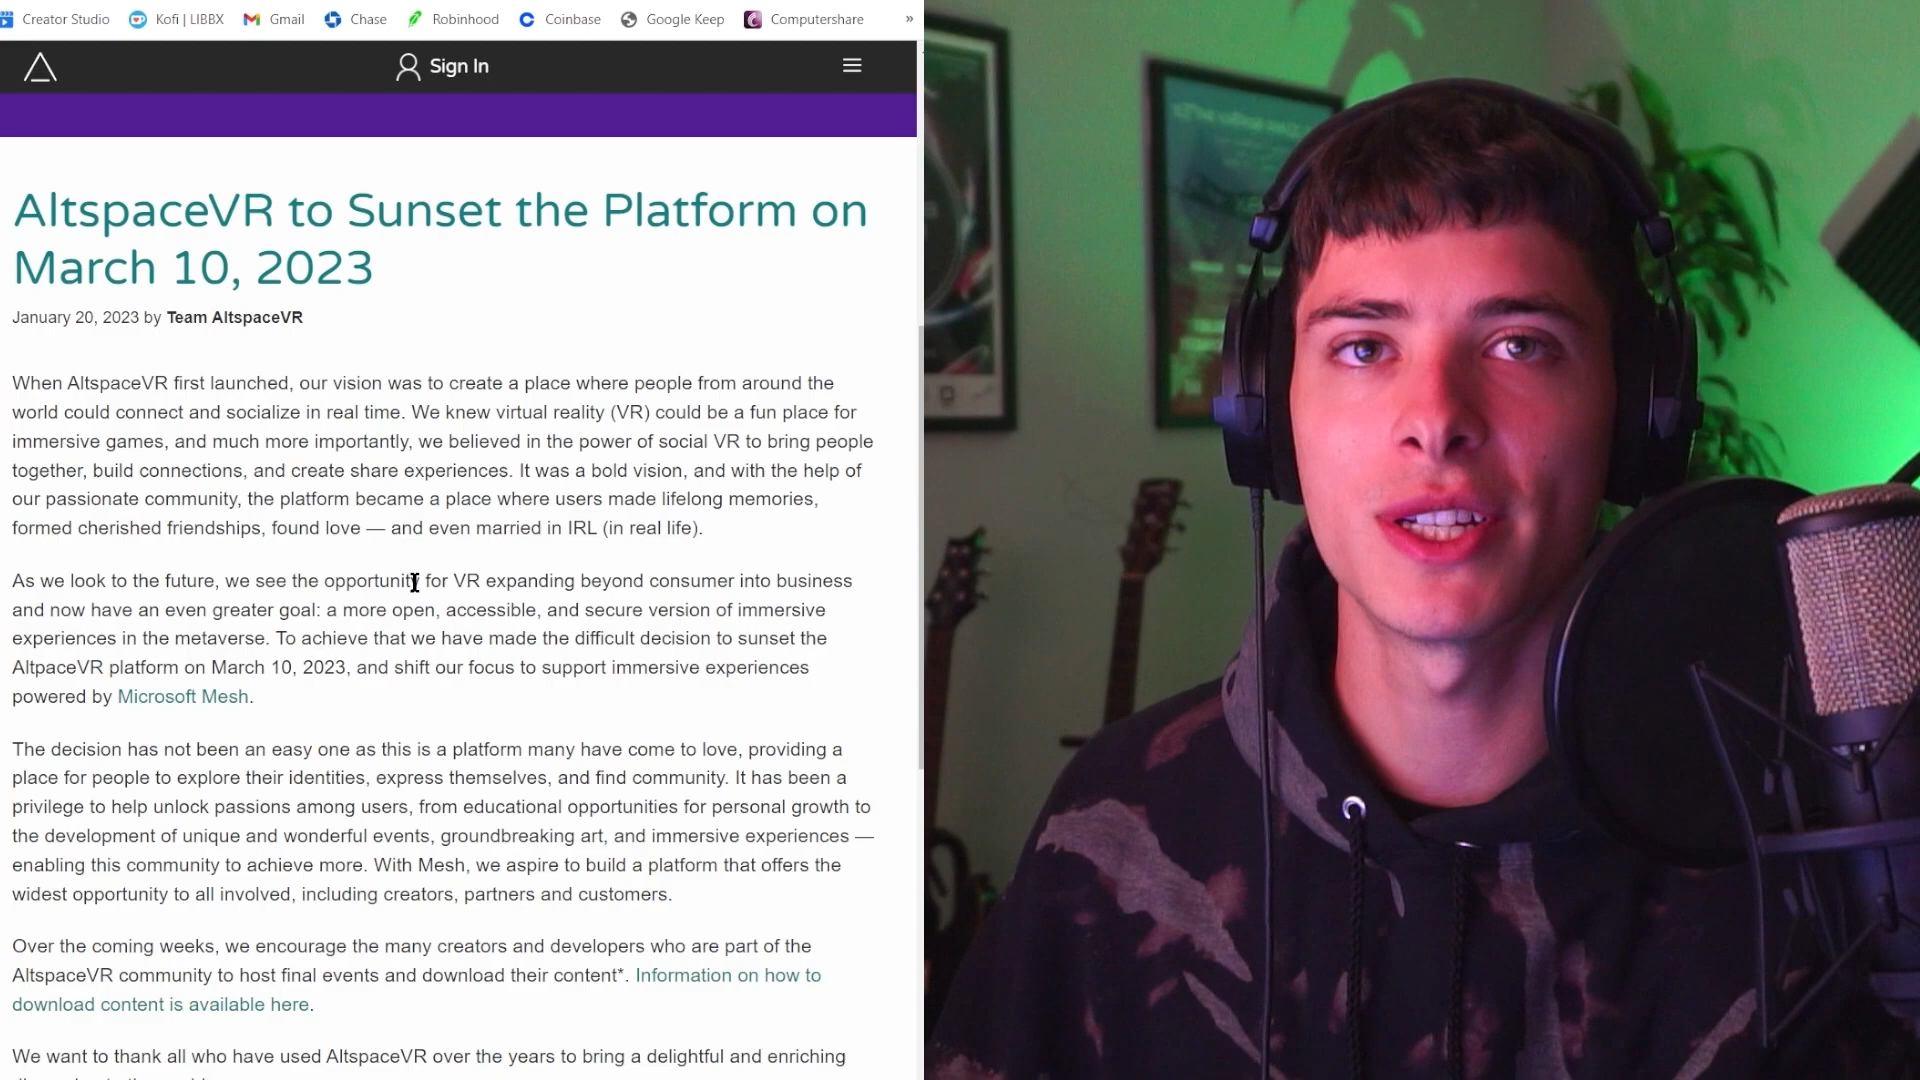 Creator Studio Kofi | LIBBX Gmail Chase Robinhood Coinbase Google Keep Computershare »
Sign In
AltspaceVR to Sunset the Platform on
March 10, 2023
January 20, 2023 by Team AltspaceVR
When AltspaceVR first launched, our vision was to create a place where people from around the
world could connect and socialize in real time. We knew virtual reality (VR) could be a fun place for
immersive games, and much more importantly, we believed in the power of social VR to bring people
together, build connections, and create share experiences. It was a bold vision, and with the help of
our passionate community, the platform became a place where users made lifelong memories,
formed cherished friendships, found love — and even married in IRL (in real life).
As we look to the future, we see the opportunity for VR expanding beyond consumer into business
and now have an even greater goal: a more open, accessible, and secure version of immersive
experiences in the metaverse. To achieve that we have made the difficult decision to sunset the
AltpaceVR platform on March 10, 2023, and shift our focus to support immersive experiences
powered by Microsoft Mesh.
The decision has not been an easy one as this is a platform many have come to love, providing a
place for people to explore their identities, express themselves, and find community. It has been a
privilege to help unlock passions among users, from educational opportunities for personal growth to
the development of unique and wonderful events, groundbreaking art, and immersive experiences —
enabling this community to achieve more. With Mesh, we aspire to build a platform that offers the
widest opportunity to all involved, including creators, partners and customers.
Over the coming weeks, we encourage the many creators and developers who are part of the
AltspaceVR community to host final events and download their content*. Information on how to
download content is available here.
We want to thank all who have used AltspaceVR over the years to bring a delightful and enriching